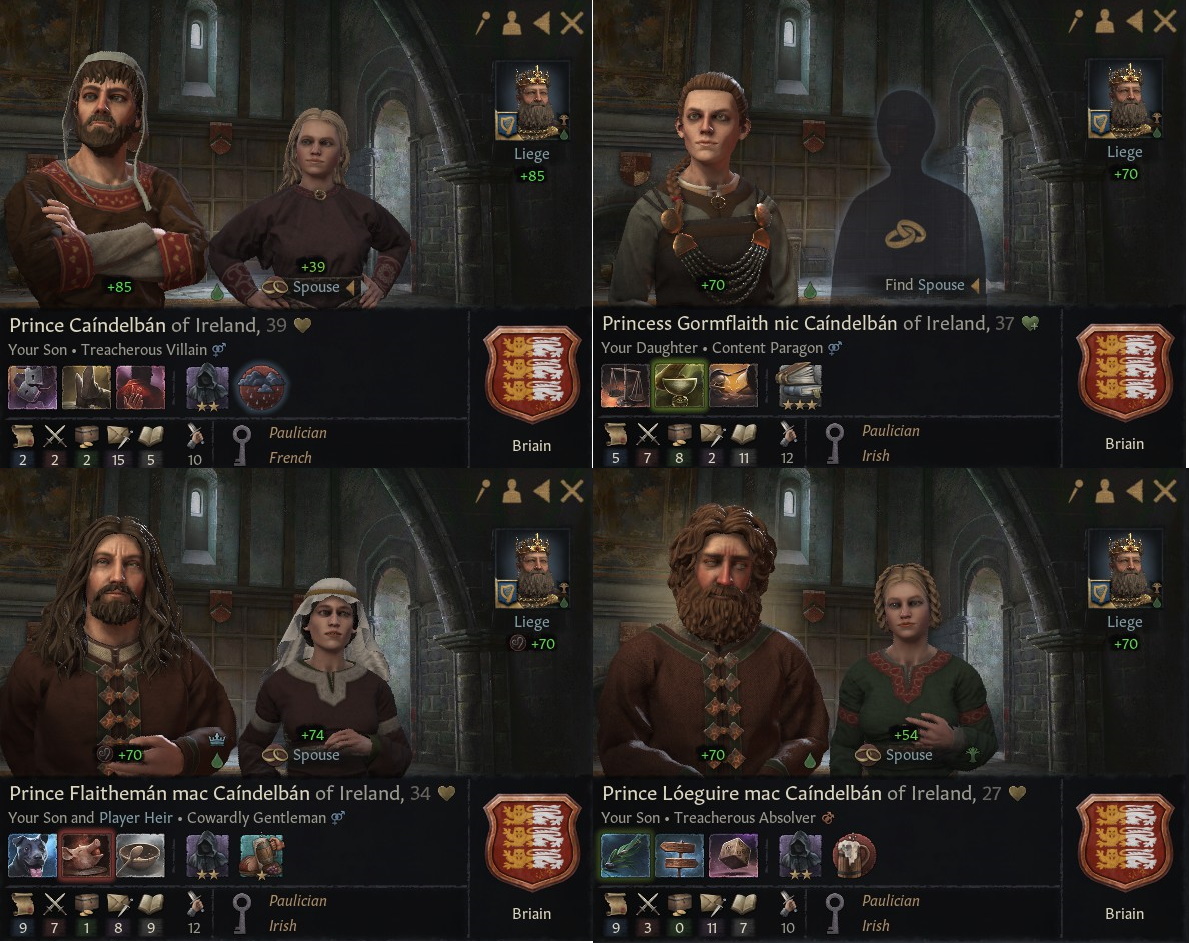 Liege
+85
+39
+85
Spouse
Prince Caíndelbán of Ireland, 39
Your Son • Treacherous Villain
2 2 2 15 5 10
Paulician
French
Briain
Liege
+70
+70
Find Spouse
Princess Gormflaith nic Caíndelbán of Ireland, 37
Your Daughter • Content Paragon
5 7 8 2 11 12
Paulician
Irish
Briain
Liege
+70
+74
+70
Spouse
Prince Flaithemán mac Caíndelbán of Ireland, 34
Your Son and Player Heir • Cowardly Gentleman
9 7 1 8 9 12
Paulician
Irish
Briain
Liege
+70
+54
+70
Spouse
Prince Lóeguire mac Caíndelbán of Ireland, 27
Your Son • Treacherous Absolver
9 3 0 11 7 10
Paulician
Irish
Briain